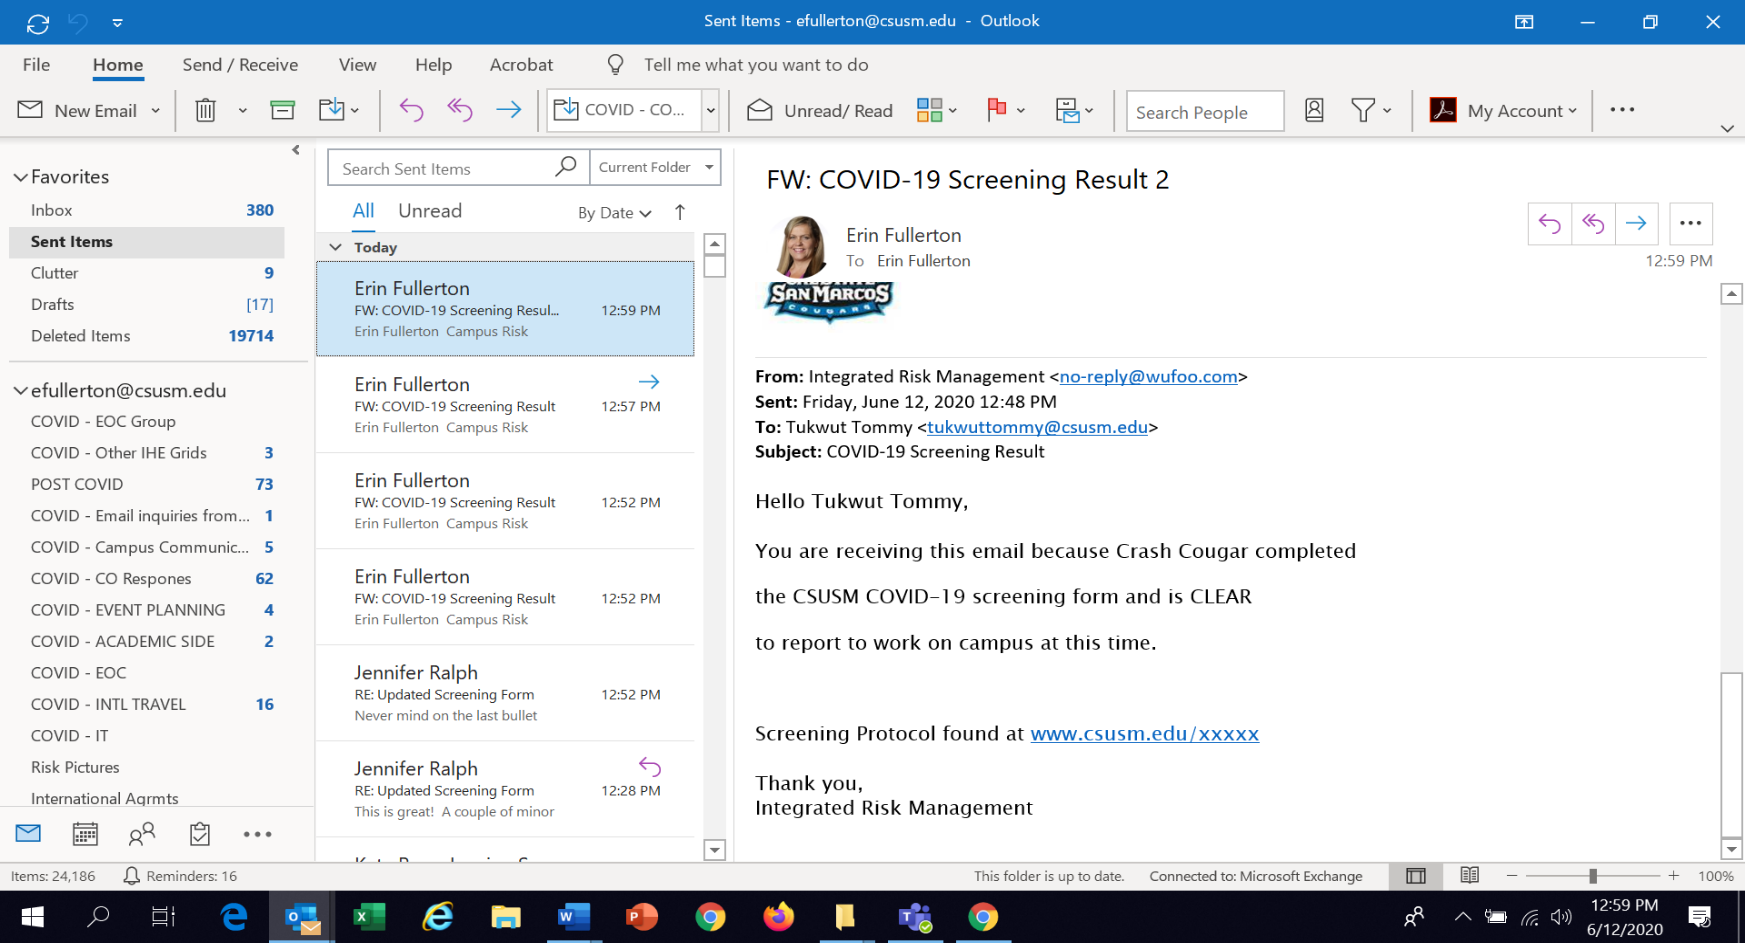 Sent Items - efullerton@csusm.edu - Outlook
File Home Send / Receive View Help Acrobat Tell me what you want to do
New Email COVID - CO... Unread/ Read Search People My Account
Favorites
Inbox 380
Sent Items
Clutter 9
Drafts [17]
Deleted Items 19714
efullerton@csusm.edu
COVID - EOC Group
COVID - Other IHE Grids 3
POST COVID 73
COVID - Email inquiries from... 1
COVID - Campus Communic... 5
COVID - CO Respones 62
COVID - EVENT PLANNING 4
COVID - ACADEMIC SIDE 2
COVID - EOC
COVID - INTL TRAVEL 16
COVID - IT
Risk Pictures
International Agrmts
Search Sent Items Current Folder
All Unread By Date
Today
Erin Fullerton
FW: COVID-19 Screening Resul... 12:59 PM
Erin Fullerton Campus Risk
Erin Fullerton
FW: COVID-19 Screening Result 12:57 PM
Erin Fullerton Campus Risk
Erin Fullerton
FW: COVID-19 Screening Result 12:52 PM
Erin Fullerton Campus Risk
Erin Fullerton
FW: COVID-19 Screening Result 12:52 PM
Erin Fullerton Campus Risk
Jennifer Ralph
RE: Updated Screening Form 12:52 PM
Never mind on the last bullet
Jennifer Ralph
RE: Updated Screening Form 12:28 PM
This is great! A couple of minor
FW: COVID-19 Screening Result 2
Erin Fullerton
To Erin Fullerton
12:59 PM
SAN MARCOS
COUGARS
From: Integrated Risk Management <no-reply@wufoo.com>
Sent: Friday, June 12, 2020 12:48 PM
To: Tukwut Tommy <tukwuttommy@csusm.edu>
Subject: COVID-19 Screening Result
Hello Tukwut Tommy,
You are receiving this email because Crash Cougar completed
the CSUSM COVID-19 screening form and is CLEAR
to report to work on campus at this time.
Screening Protocol found at www.csusm.edu/xxxxx
Thank you,
Integrated Risk Management
Items: 24,186 Reminders: 16 This folder is up to date. Connected to: Microsoft Exchange 100%
12:59 PM
6/12/2020